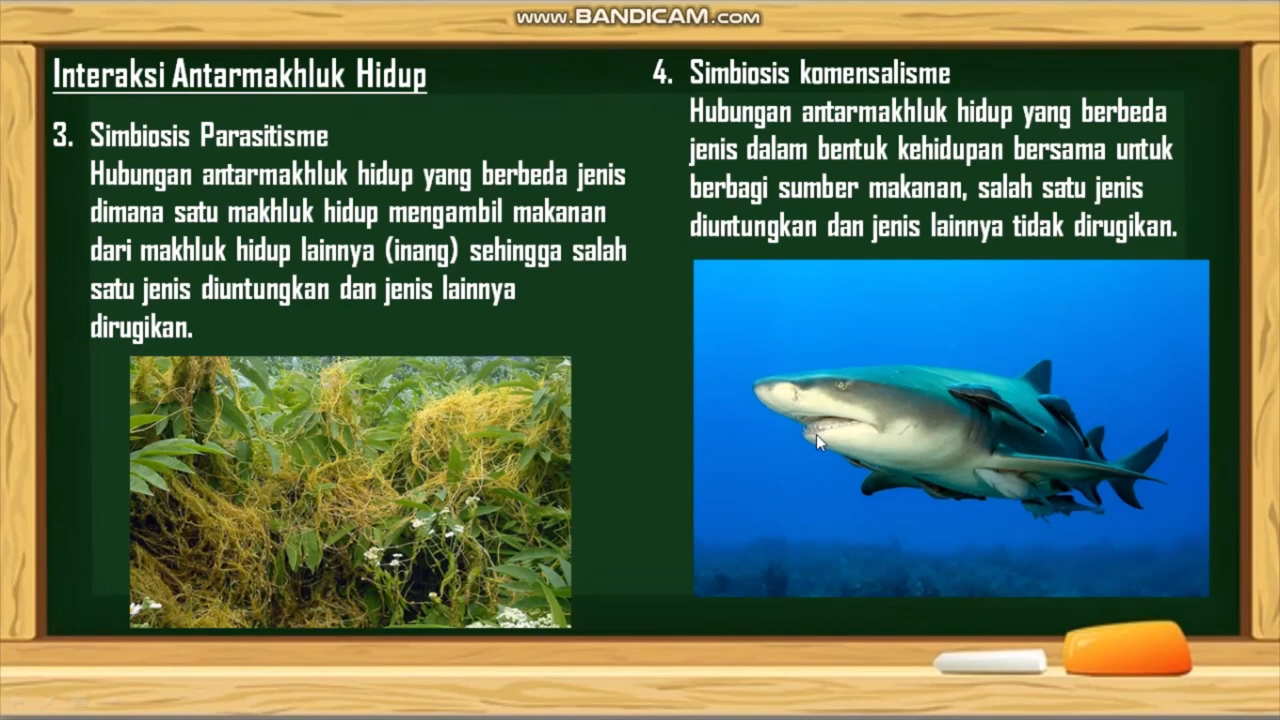 www.BANDICAM.com
Interaksi Antarmakhluk Hidup
3. Simbiosis Parasitisme
Hubungan antarmakhluk hidup yang berbeda jenis
dimana satu makhluk hidup mengambil makanan
dari makhluk hidup lainnya (inang) sehingga salah
satu jenis diuntungkan dan jenis lainnya
dirugikan.
4. Simbiosis komensalisme
Hubungan antarmakhluk hidup yang berbeda
jenis dalam bentuk kehidupan bersama untuk
berbagi sumber makanan, salah satu jenis
diuntungkan dan jenis lainnya tidak dirugikan.